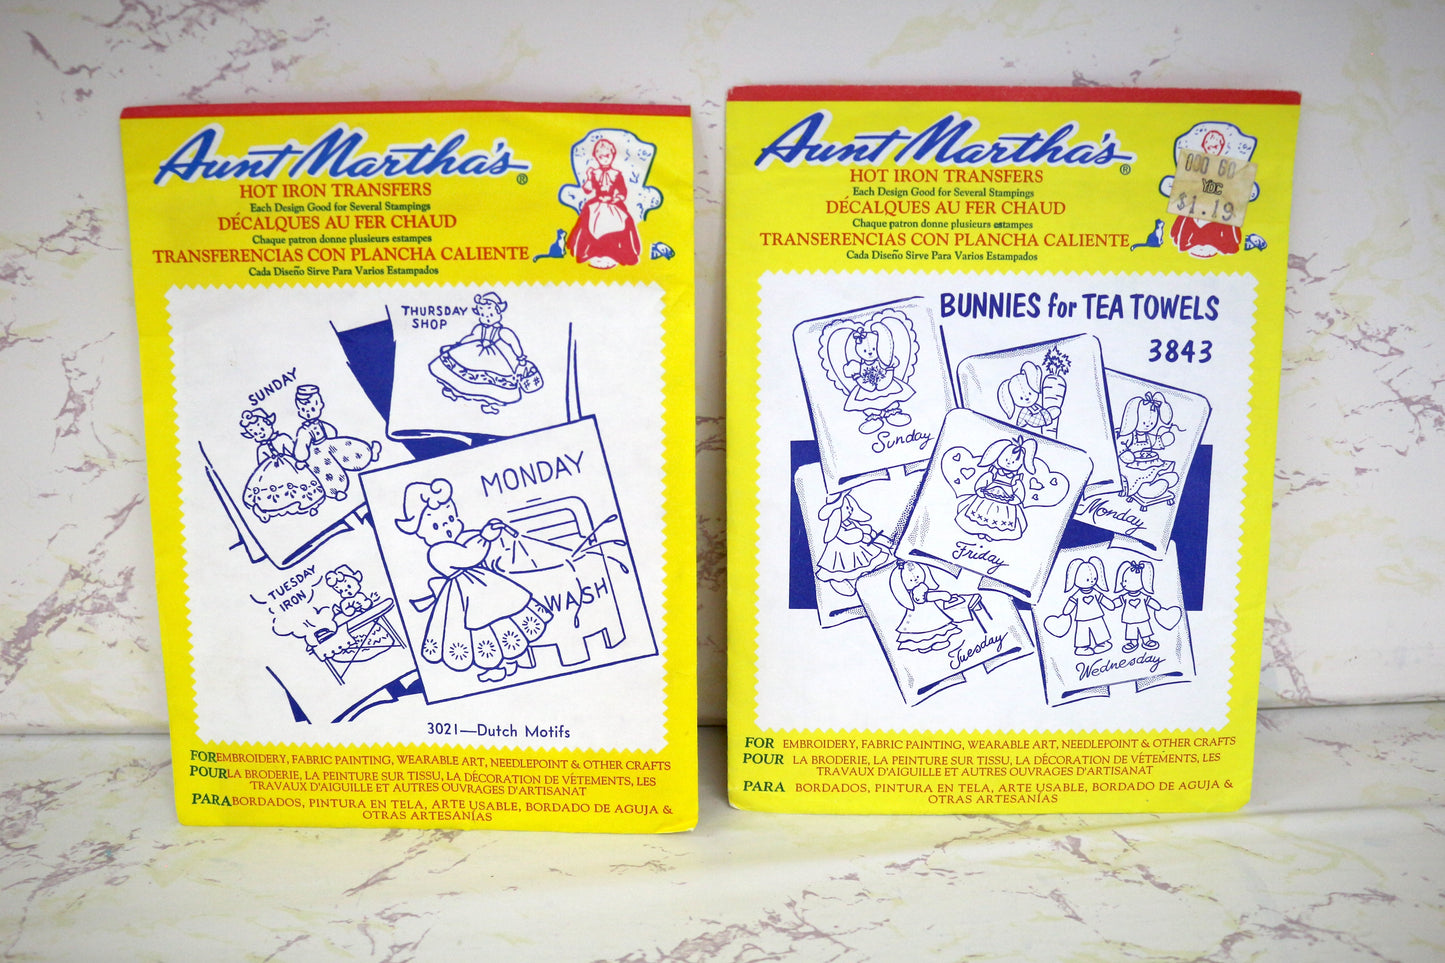 Aunt Martha's®
HOT IRON TRANSFERS
Each Design Good for Several Stampings
DÉCALQUES AU FER CHAUD
Chaque patron donne plusieurs estampes
TRANSFERENCIAS CON PLANCHA CALIENTE
Cada Diseño Sirve Para Varios Estampados
THURSDAY
SHOP
SUNDAY
MONDAY
WASH
TUESDAY
IRON
3021—Dutch Motifs
FOR EMBROIDERY, FABRIC PAINTING, WEARABLE ART, NEEDLEPOINT & OTHER CRAFTS
POUR LA BRODERIE, LA PEINTURE SUR TISSU, LA DÉCORATION DE VÉTEMENTS, LES
TRAVAUX D'AIGUILLE ET AUTRES OUVRAGES D'ARTISANAT
PARA BORDADOS, PINTURA EN TELA, ARTE USABLE, BORDADO DE AGUJA &
OTRAS ARTESANÍAS
Aunt Martha's®
HOT IRON TRANSFERS
Each Design Good for Several Stampings
DÉCALQUES AU FER CHAUD
Chaque patron donne plusieurs estampes
TRANSERENCIAS CON PLANCHA CALIENTE
Cada Diseño Sirve Para Varios Estampados
000 60
YDC
$1.19
BUNNIES for TEA TOWELS
3843
Sunday
Monday
Friday
Tuesday
Wednesday
FOR EMBROIDERY, FABRIC PAINTING, WEARABLE ART, NEEDLEPOINT & OTHER CRAFTS
POUR LA BRODERIE, LA PEINTURE SUR TISSU, LA DÉCORATION DE VÉTEMENTS, LES
TRAVAUX D'AIGUILLE ET AUTRES OUVRAGES D'ARTISANAT
PARA BORDADOS, PINTURA EN TELA, ARTE USABLE, BORDADO DE AGUJA &
OTRAS ARTESANÍAS